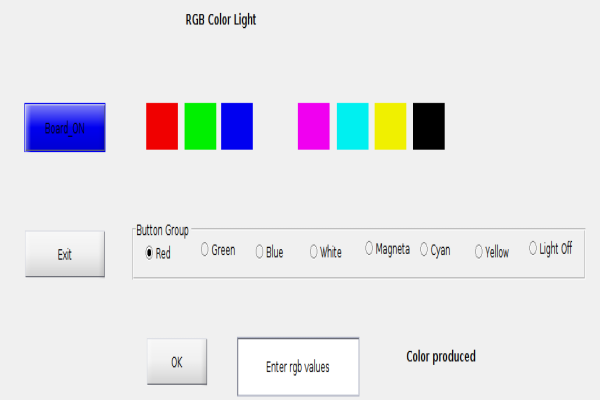 RGB Color Light
Board_ON
Button Group
Exit
Red Green Blue White Magneta Cyan Yellow Light Off
OK
Enter rgb values
Color produced